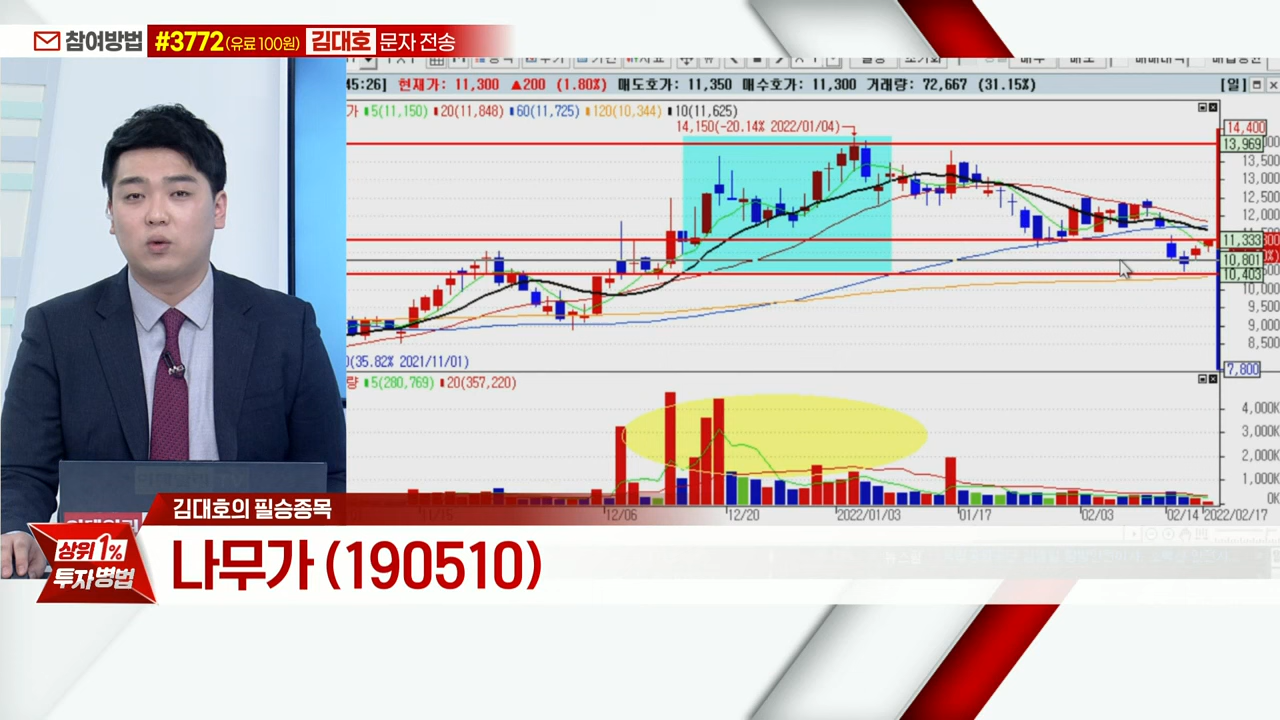 참여방법 #3772(유료 100원) 김대호 문자 전송
45:26] 현재가: 11,300 ▲200 (1.80%) 매도호가: 11,350 매수호가: 11,300 거래량: 72,667 (31.15%) [일]
가 5(11,150) 20(11,848) 60(11,725) 120(10,344) 10(11,625)
14,150(-20.14% 2022/01/04)
14,400
13,969
13,500
13,000
12,500
12,000
11,333
10,801
10,403
10,000
9,500
9,000
8,500
(35.82% 2021/11/01)
7,800
량 5(280,769) 20(357,220)
4,000K
3,000K
2,000K
1,000K
0K
12/06 12/20 2022/01/03 01/17 02/03 02/14 2022/02/17
김대호의 필승종목
상위 1%
투자병법
나무가 (190510)